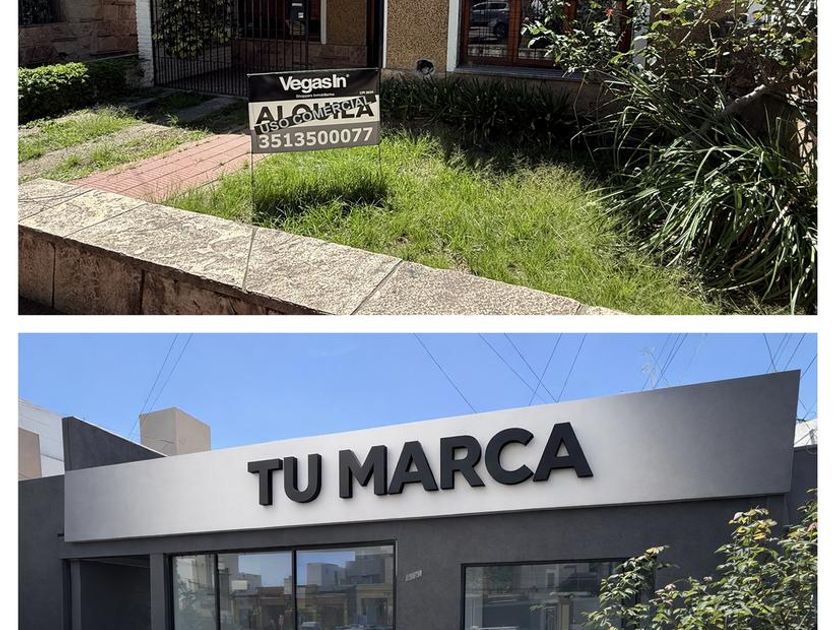 VegasIn
ALQUILA
USO COMERCIAL
3513500077
TU MARCA